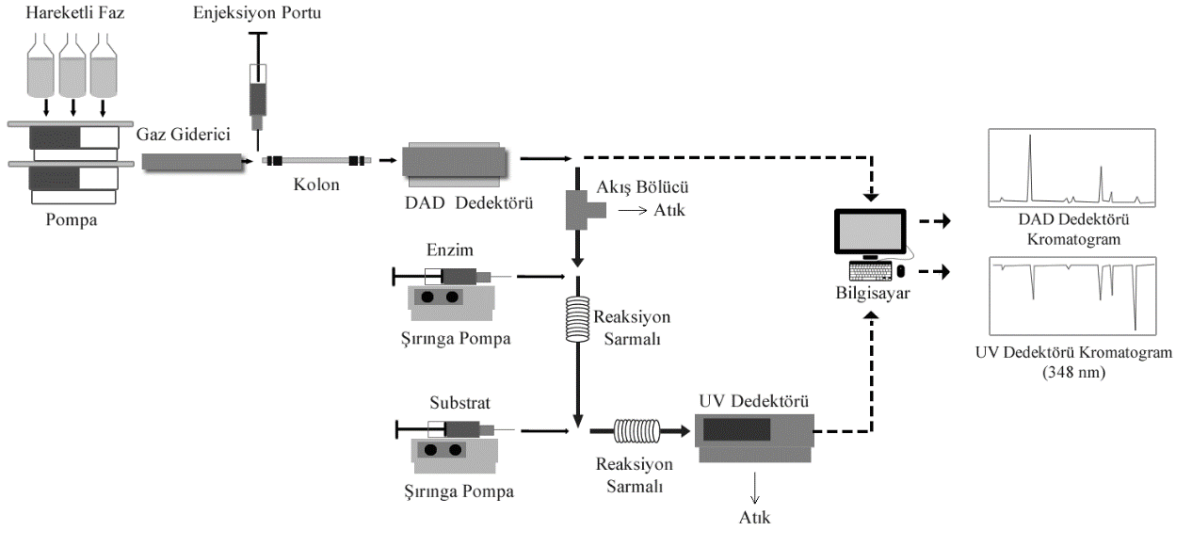 Hareketli Faz
Enjeksiyon Portu
Gaz Giderici
Pompa
Kolon
DAD Dedektörü
Akış Bölücü
Atık
Enzim
Şırınga Pompa
Reaksiyon
Sarmalı
Substrat
Şırınga Pompa
Reaksiyon
Sarmalı
UV Dedektörü
Atık
Bilgisayar
DAD Dedektörü
Kromatogram
UV Dedektörü Kromatogram
(348 nm)